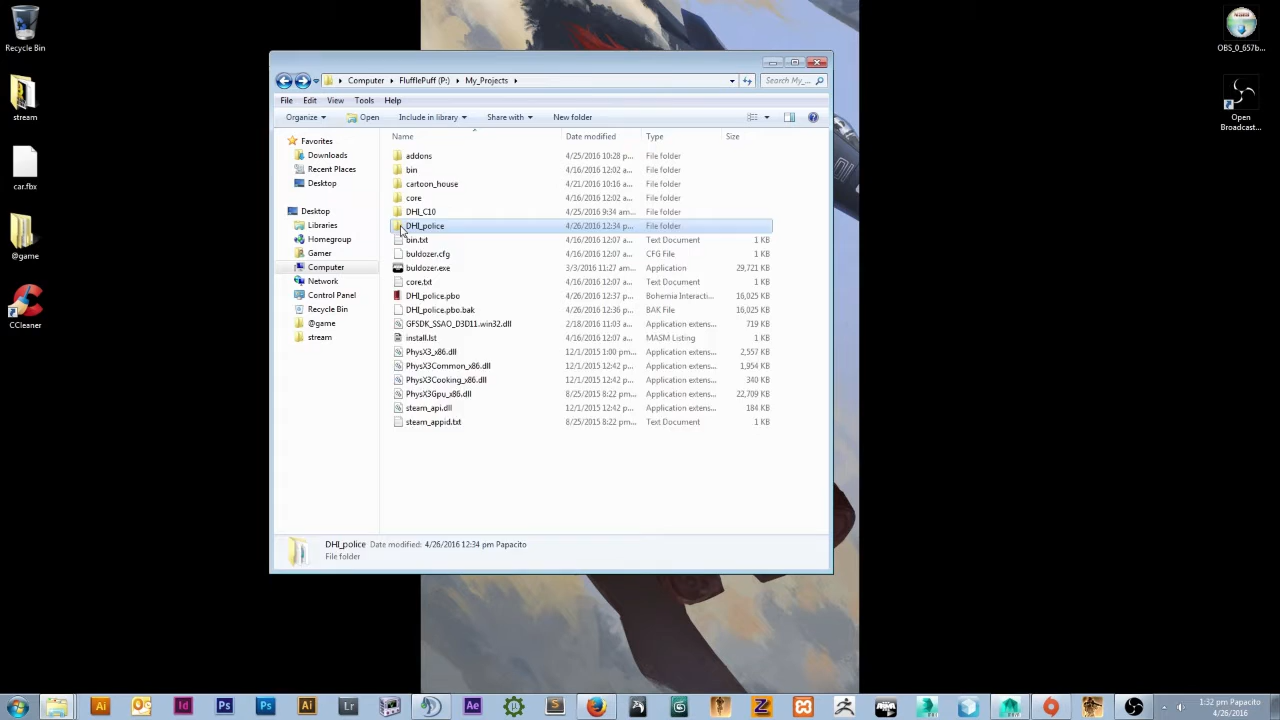 Recycle Bin
stream
car.fbx
@game
CCleaner
OBS_0_657b...
Open
Broadcast...
Computer
FlufflePuff (P:)
My_Projects
Search My_...
File Edit View Tools Help
Organize Open Include in library Share with New folder
Name Date modified Type Size
Favorites
Downloads
Recent Places
Desktop
Desktop
Libraries
Homegroup
Gamer
Computer
Network
Control Panel
Recycle Bin
@game
stream
addons 4/25/2016 10:28 p... File folder
bin 4/16/2016 12:02 a... File folder
cartoon_house 4/21/2016 10:16 a... File folder
core 4/16/2016 12:02 a... File folder
DHI_C10 4/25/2016 9:34 am... File folder
DHI_police 4/26/2016 12:34 p... File folder
bin.txt 4/16/2016 12:07 a... Text Document 1 KB
buldozer.cfg 4/16/2016 12:07 a... CFG File 1 KB
buldozer.exe 3/3/2016 11:27 am... Application 29,721 KB
core.txt 4/16/2016 12:07 a... Text Document 1 KB
DHI_police.pbo 4/26/2016 12:37 p... Bohemia Interacti... 16,025 KB
DHI_police.pbo.bak 4/26/2016 12:36 p... BAK File 16,025 KB
GFSDK_SSAO_D3D11.win32.dll 2/18/2016 11:03 a... Application extens... 719 KB
install.lst 4/16/2016 12:07 a... MASM Listing 1 KB
PhysX3_x86.dll 12/1/2015 1:00 pm... Application extens... 2,557 KB
PhysX3Common_x86.dll 12/1/2015 12:42 p... Application extens... 1,954 KB
PhysX3Cooking_x86.dll 12/1/2015 12:42 p... Application extens... 340 KB
PhysX3Gpu_x86.dll 8/25/2015 8:22 p... Application extens... 22,709 KB
steam_api.dll 12/1/2015 12:42 p... Application extens... 184 KB
steam_appid.txt 8/25/2015 8:22 p... Text Document 1 KB
DHI_police Date modified: 4/26/2016 12:34 pm Papacito
File folder
Ai Id Ps Ps Ai Lr Ae S G Z
1:32 pm Papacito
4/26/2016